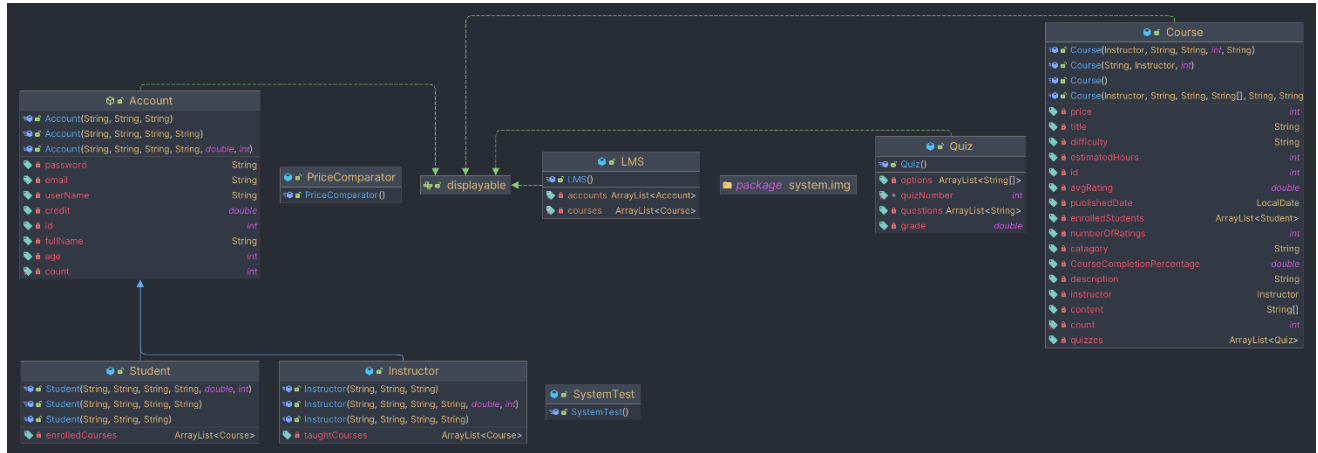 Account
Account(String, String, String)
Account(String, String, String, String)
Account(String, String, String, String, double, int)
password String
email String
userName String
credit double
id int
fullName String
age int
count int
PriceComparator
PriceComparator()
displayable
LMS
LMS()
accounts ArrayList<Account>
courses ArrayList<Course>
package system.img
Quiz
Quiz()
options ArrayList<String[]>
quizNumber int
questions ArrayList<String>
grade double
Course
Course(Instructor, String, String, int, String)
Course(String, Instructor, int)
Course()
Course(Instructor, String, String, String[], String, String
price int
title String
difficulty String
estimatedHours int
id int
avgRating double
publishedDate LocalDate
enrolledStudents ArrayList<Student>
numberOfRatings int
catagory String
CourseCompletionPercentage double
description String
instructor Instructor
content String[]
count int
quizzes ArrayList<Quiz>
Student
Student(String, String, String, String, double, int)
Student(String, String, String, String)
Student(String, String, String)
enrolledCourses ArrayList<Course>
Instructor
Instructor(String, String, String)
Instructor(String, String, String, String, double, int)
Instructor(String, String, String, String)
taughtCourses ArrayList<Course>
SystemTest
SystemTest()